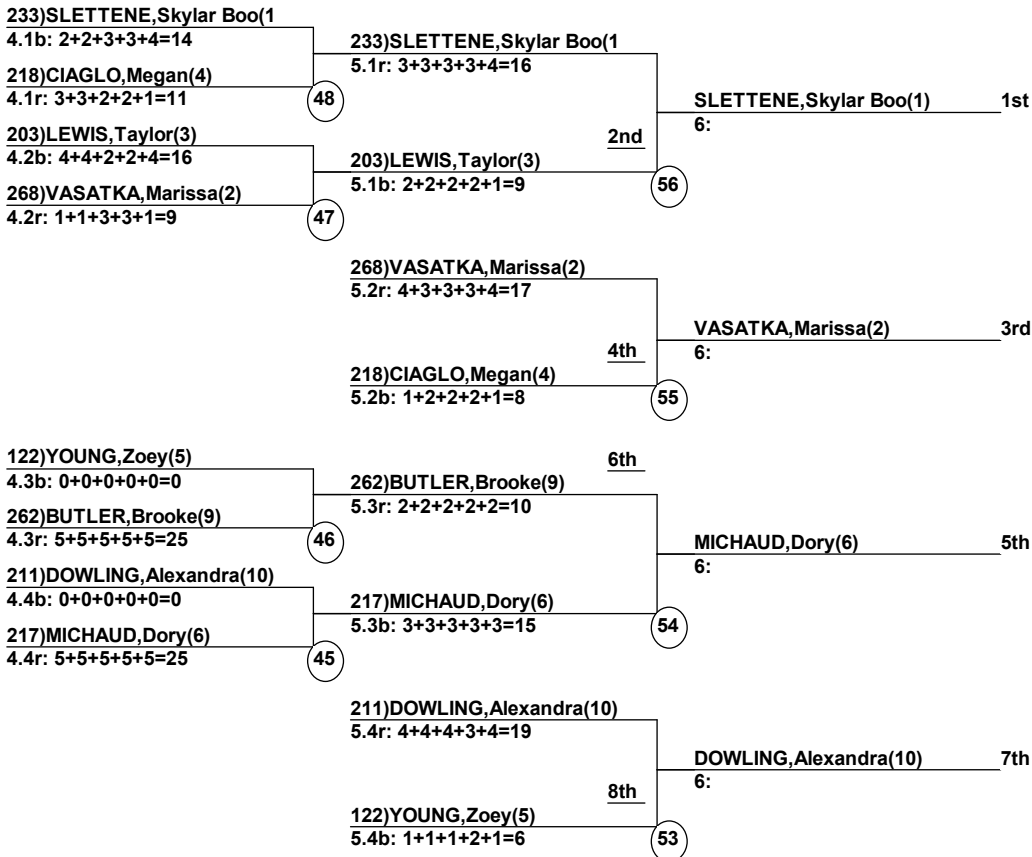 233)SLETTENE,Skylar Boo(1
4.1b: 2+2+3+3+4=14
233)SLETTENE,Skylar Boo(1
5.1r: 3+3+3+3+4=16
218)CIAGLO,Megan(4)
4.1r: 3+3+2+2+1=11
48
SLETTENE,Skylar Boo(1) 1st
6:
203)LEWIS,Taylor(3)
4.2b: 4+4+2+2+4=16
2nd
203)LEWIS,Taylor(3)
5.1b: 2+2+2+2+1=9
56
268)VASATKA,Marissa(2)
4.2r: 1+1+3+3+1=9
47
268)VASATKA,Marissa(2)
5.2r: 4+3+3+3+4=17
VASATKA,Marissa(2) 3rd
6:
4th
218)CIAGLO,Megan(4)
5.2b: 1+2+2+2+1=8
55
122)YOUNG,Zoey(5)
4.3b: 0+0+0+0+0=0
6th
262)BUTLER,Brooke(9)
5.3r: 2+2+2+2+2=10
262)BUTLER,Brooke(9)
4.3r: 5+5+5+5+5=25
46
MICHAUD,Dory(6) 5th
6:
211)DOWLING,Alexandra(10)
4.4b: 0+0+0+0+0=0
217)MICHAUD,Dory(6)
5.3b: 3+3+3+3+3=15
54
217)MICHAUD,Dory(6)
4.4r: 5+5+5+5+5=25
45
211)DOWLING,Alexandra(10)
5.4r: 4+4+4+3+4=19
DOWLING,Alexandra(10) 7th
6:
8th
122)YOUNG,Zoey(5)
5.4b: 1+1+1+2+1=6
53